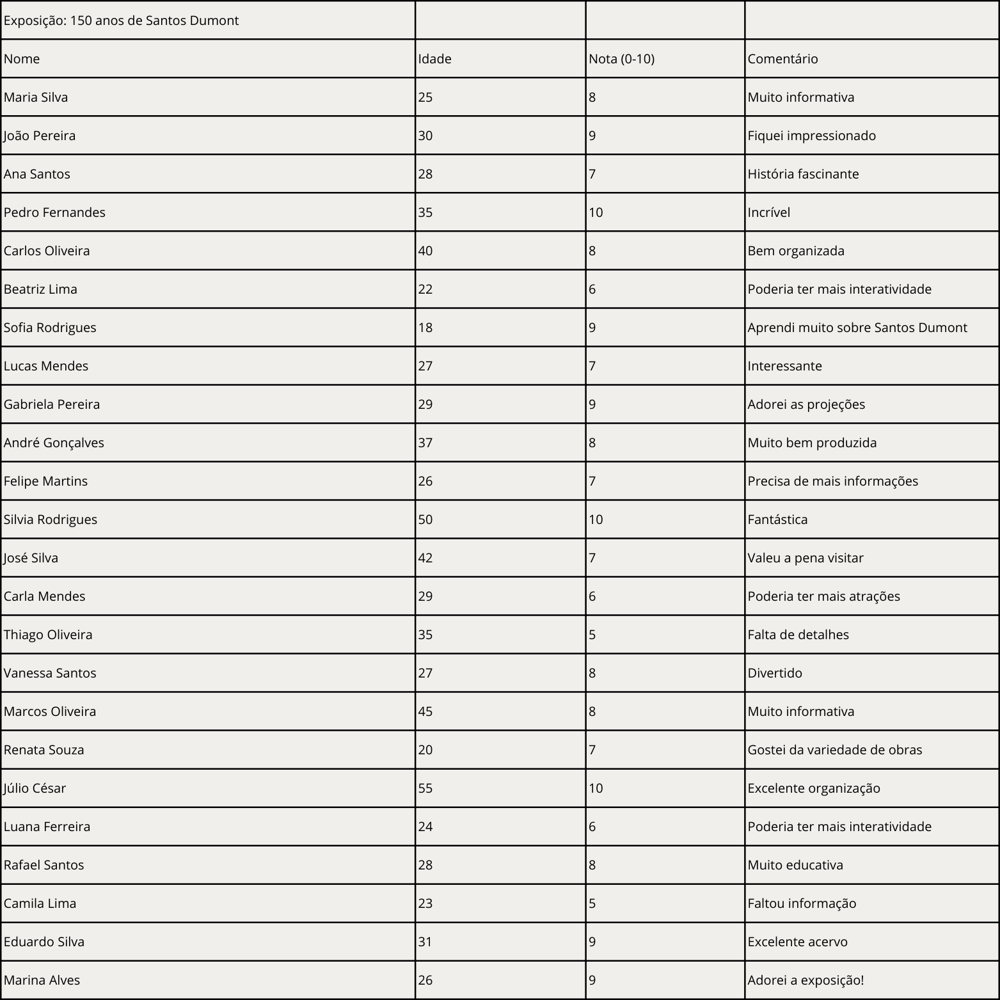 Exposição: 150 anos de Santos Dumont
Nome Idade Nota (0-10) Comentário
Maria Silva 25 8 Muito informativa
João Pereira 30 9 Fiquei impressionado
Ana Santos 28 7 História fascinante
Pedro Fernandes 35 10 Incrível
Carlos Oliveira 40 8 Bem organizada
Beatriz Lima 22 6 Poderia ter mais interatividade
Sofia Rodrigues 18 9 Aprendi muito sobre Santos Dumont
Lucas Mendes 27 7 Interessante
Gabriela Pereira 29 9 Adorei as projeções
André Gonçalves 37 8 Muito bem produzida
Felipe Martins 26 7 Precisa de mais informações
Silvia Rodrigues 50 10 Fantástica
José Silva 42 7 Valeu a pena visitar
Carla Mendes 29 6 Poderia ter mais atrações
Thiago Oliveira 35 5 Falta de detalhes
Vanessa Santos 27 8 Divertido
Marcos Oliveira 45 8 Muito informativa
Renata Souza 20 7 Gostei da variedade de obras
Júlio César 55 10 Excelente organização
Luana Ferreira 24 6 Poderia ter mais interatividade
Rafael Santos 28 8 Muito educativa
Camila Lima 23 5 Faltou informação
Eduardo Silva 31 9 Excelente acervo
Marina Alves 26 9 Adorei a exposição!